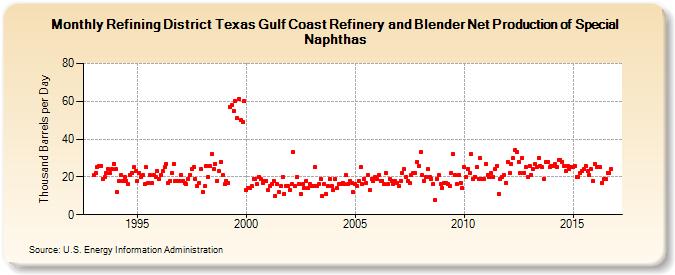 Monthly Refining District Texas Gulf Coast Refinery and Blender Net Production of Special
Naphthas
Thousand Barrels per Day
80
60
40
20
0
1995
2000
2005
2010
2015
Source: U.S. Energy Information Administration